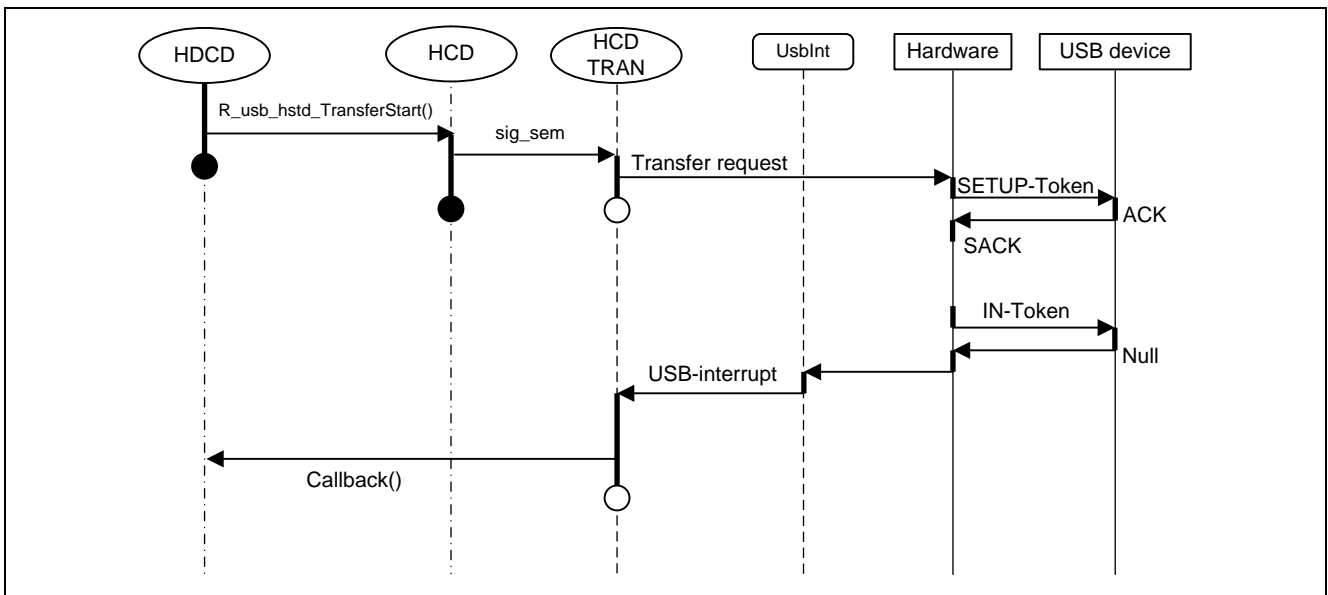 HDCD
HCD
HCD
TRAN
UsbInt
Hardware
USB device
R_usb_hstd_TransferStart()
sig_sem
Transfer request
SETUP-Token
ACK
SACK
IN-Token
Null
USB-interrupt
Callback()